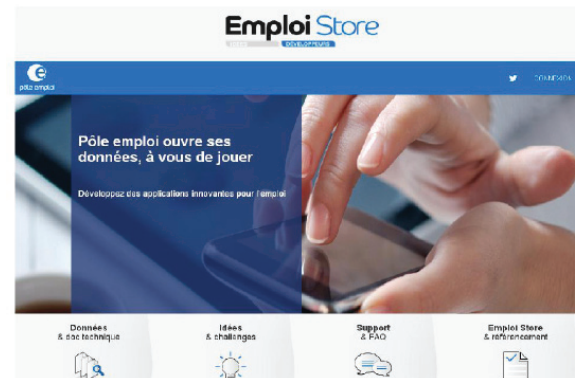 Emploi Store
DÉVELOPPEURS
pôle emploi
CONNEXION
Pôle emploi ouvre ses
données, à vous de jouer
Développez des applications innovantes pour l'emploi
Données
& doc technique
Idées
& challenges
Support
& FAQ
Emploi Store
& référencement